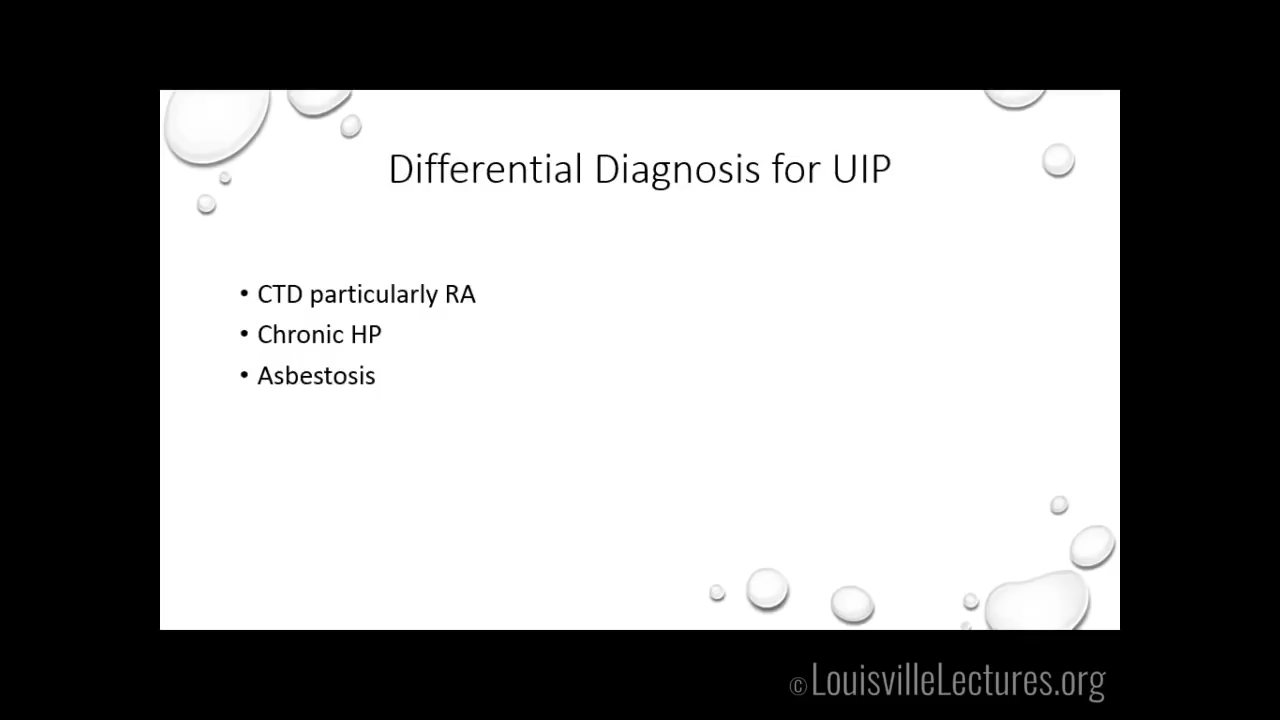 Differential Diagnosis for UIP
• CTD particularly RA
• Chronic HP
• Asbestosis
© LouisvilleLectures.org